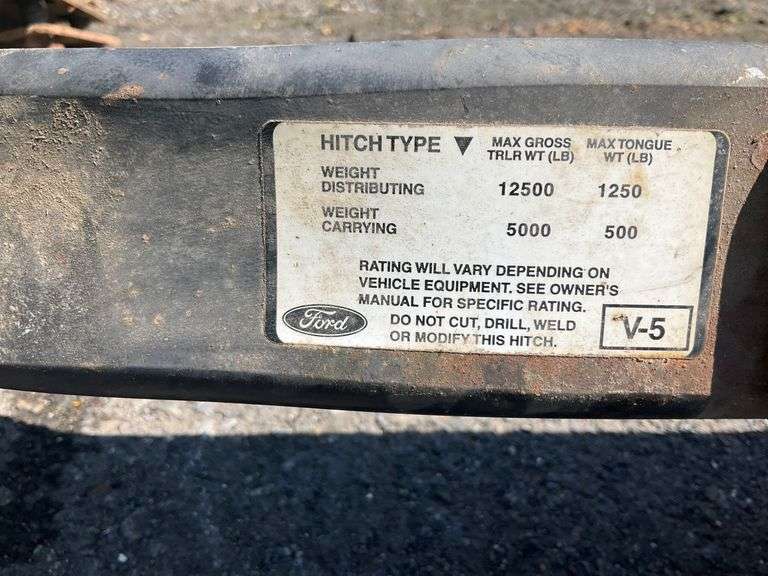 HITCH TYPE ▼ MAX GROSS TRLR WT (LB) MAX TONGUE WT (LB)
WEIGHT
DISTRIBUTING 12500 1250
WEIGHT
CARRYING 5000 500
RATING WILL VARY DEPENDING ON
VEHICLE EQUIPMENT. SEE OWNER'S
MANUAL FOR SPECIFIC RATING.
Ford
DO NOT CUT, DRILL, WELD
OR MODIFY THIS HITCH.
V-5